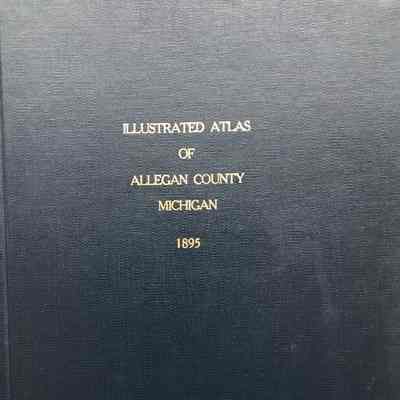 ILLUSTRATED ATLAS
OF
ALLEGAN COUNTY
MICHIGAN
1895